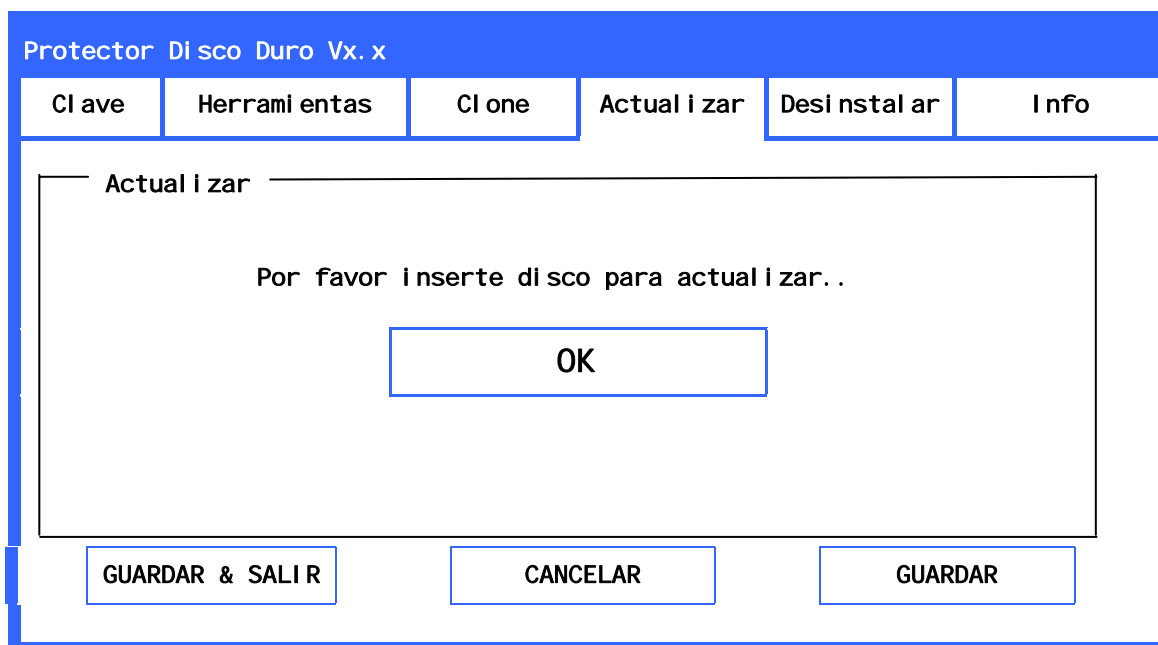 Protector Disco Duro Vx.x
Clave Herramientas Clone Actualizar Desinstalar Info
Actualizar
Por favor inserte disco para actualizar..
OK
GUARDAR & SALIR CANCELAR GUARDAR